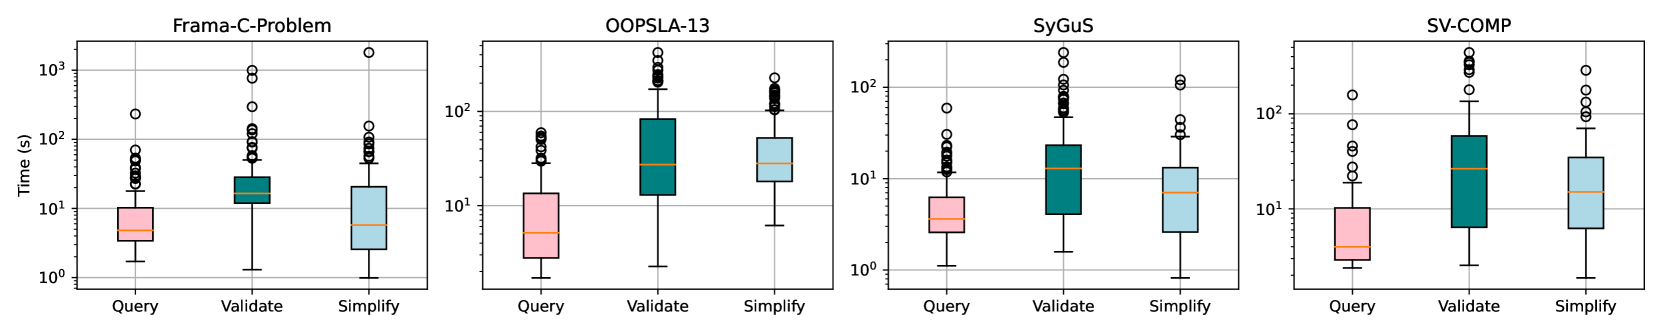 Frama-C-Problem
Time (s)
10³
10²
10¹
10⁰
Query Validate Simplify
OOPSLA-13
10²
10¹
Query Validate Simplify
SyGuS
10²
10¹
10⁰
Query Validate Simplify
SV-COMP
10²
10¹
Query Validate Simplify